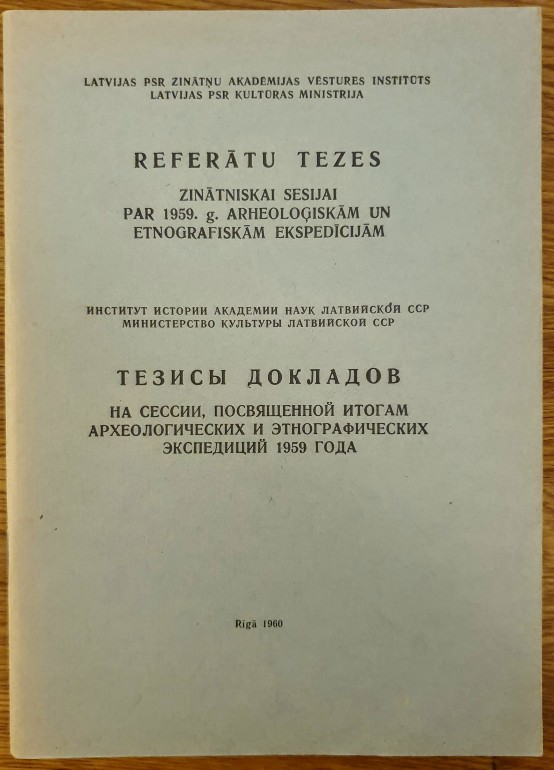 LATVIJAS PSR ZINĀTŅU AKADĒMIJAS VĒSTURES INSTITŪTS
LATVIJAS PSR KULTŪRAS MINISTRIJA
REFERĀTU TEZES
ZINĀTNISKAI SESIJAI
PAR 1959. g. ARHEOLOĢISKĀM UN
ETNOGRAFISKĀM EKSPEDĪCIJĀM
ИНСТИТУТ ИСТОРИИ АКАДЕМИИ НАУК ЛАТВИЙСКОЙ ССР
МИНИСТЕРСТВО КУЛЬТУРЫ ЛАТВИЙСКОЙ ССР
ТЕЗИСЫ ДОКЛАДОВ
НА СЕССИИ, ПОСВЯЩЕННОЙ ИТОГАМ
АРХЕОЛОГИЧЕСКИХ И ЭТНОГРАФИЧЕСКИХ
ЭКСПЕДИЦИЙ 1959 ГОДА
Rīgā 1960